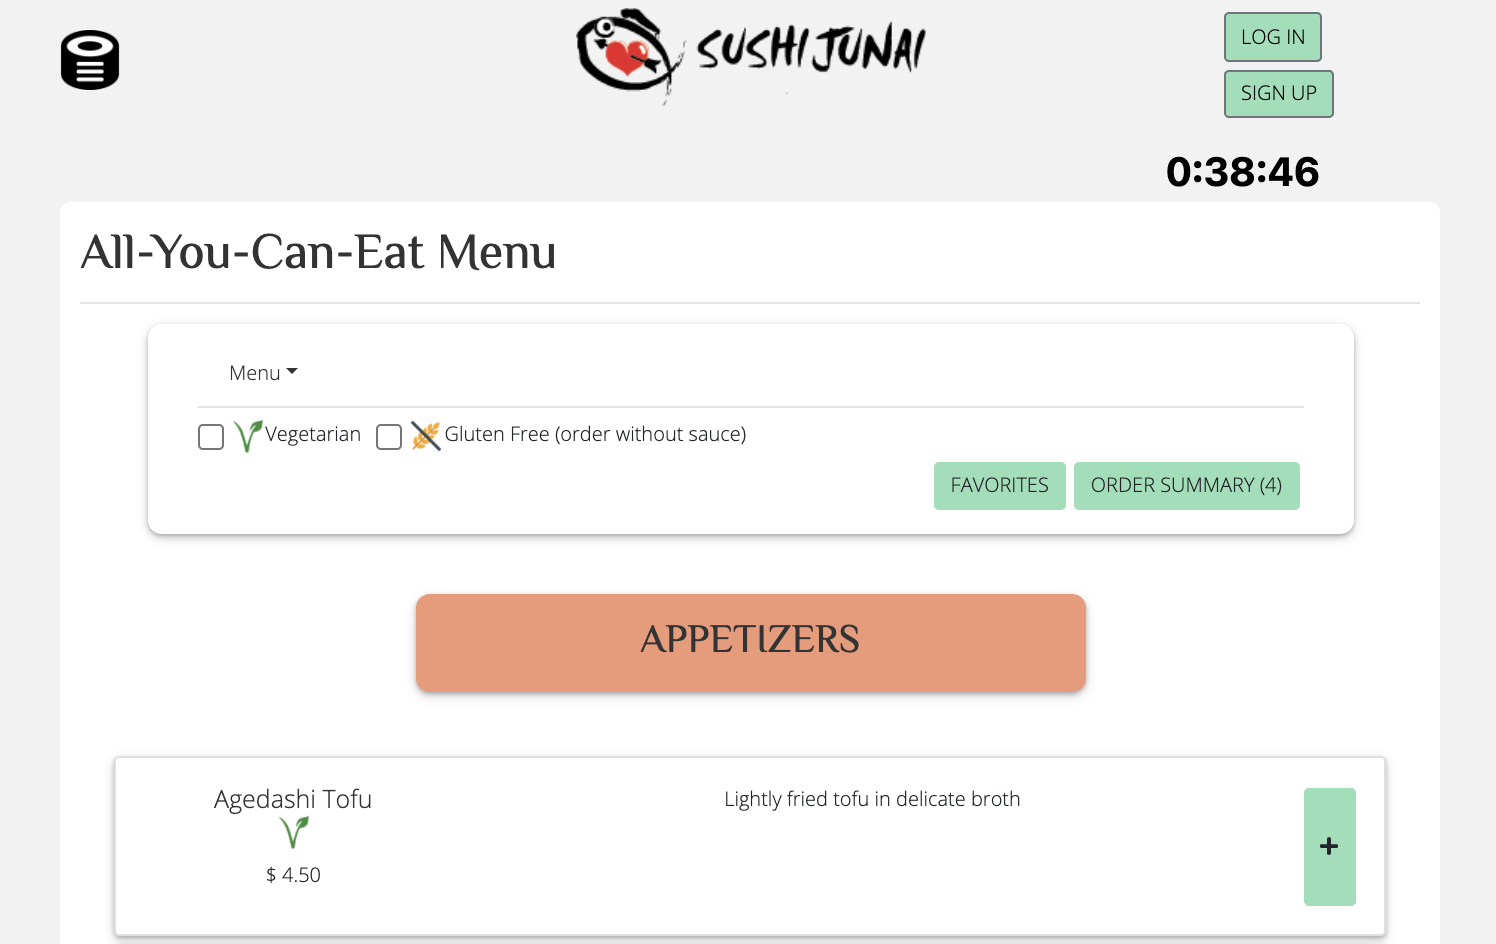 SUSHI JUNAI
LOG IN
SIGN UP
0:38:46
All-You-Can-Eat Menu
Menu
Vegetarian
Gluten Free (order without sauce)
FAVORITES
ORDER SUMMARY (4)
APPETIZERS
Agedashi Tofu
Lightly fried tofu in delicate broth
$ 4.50
+